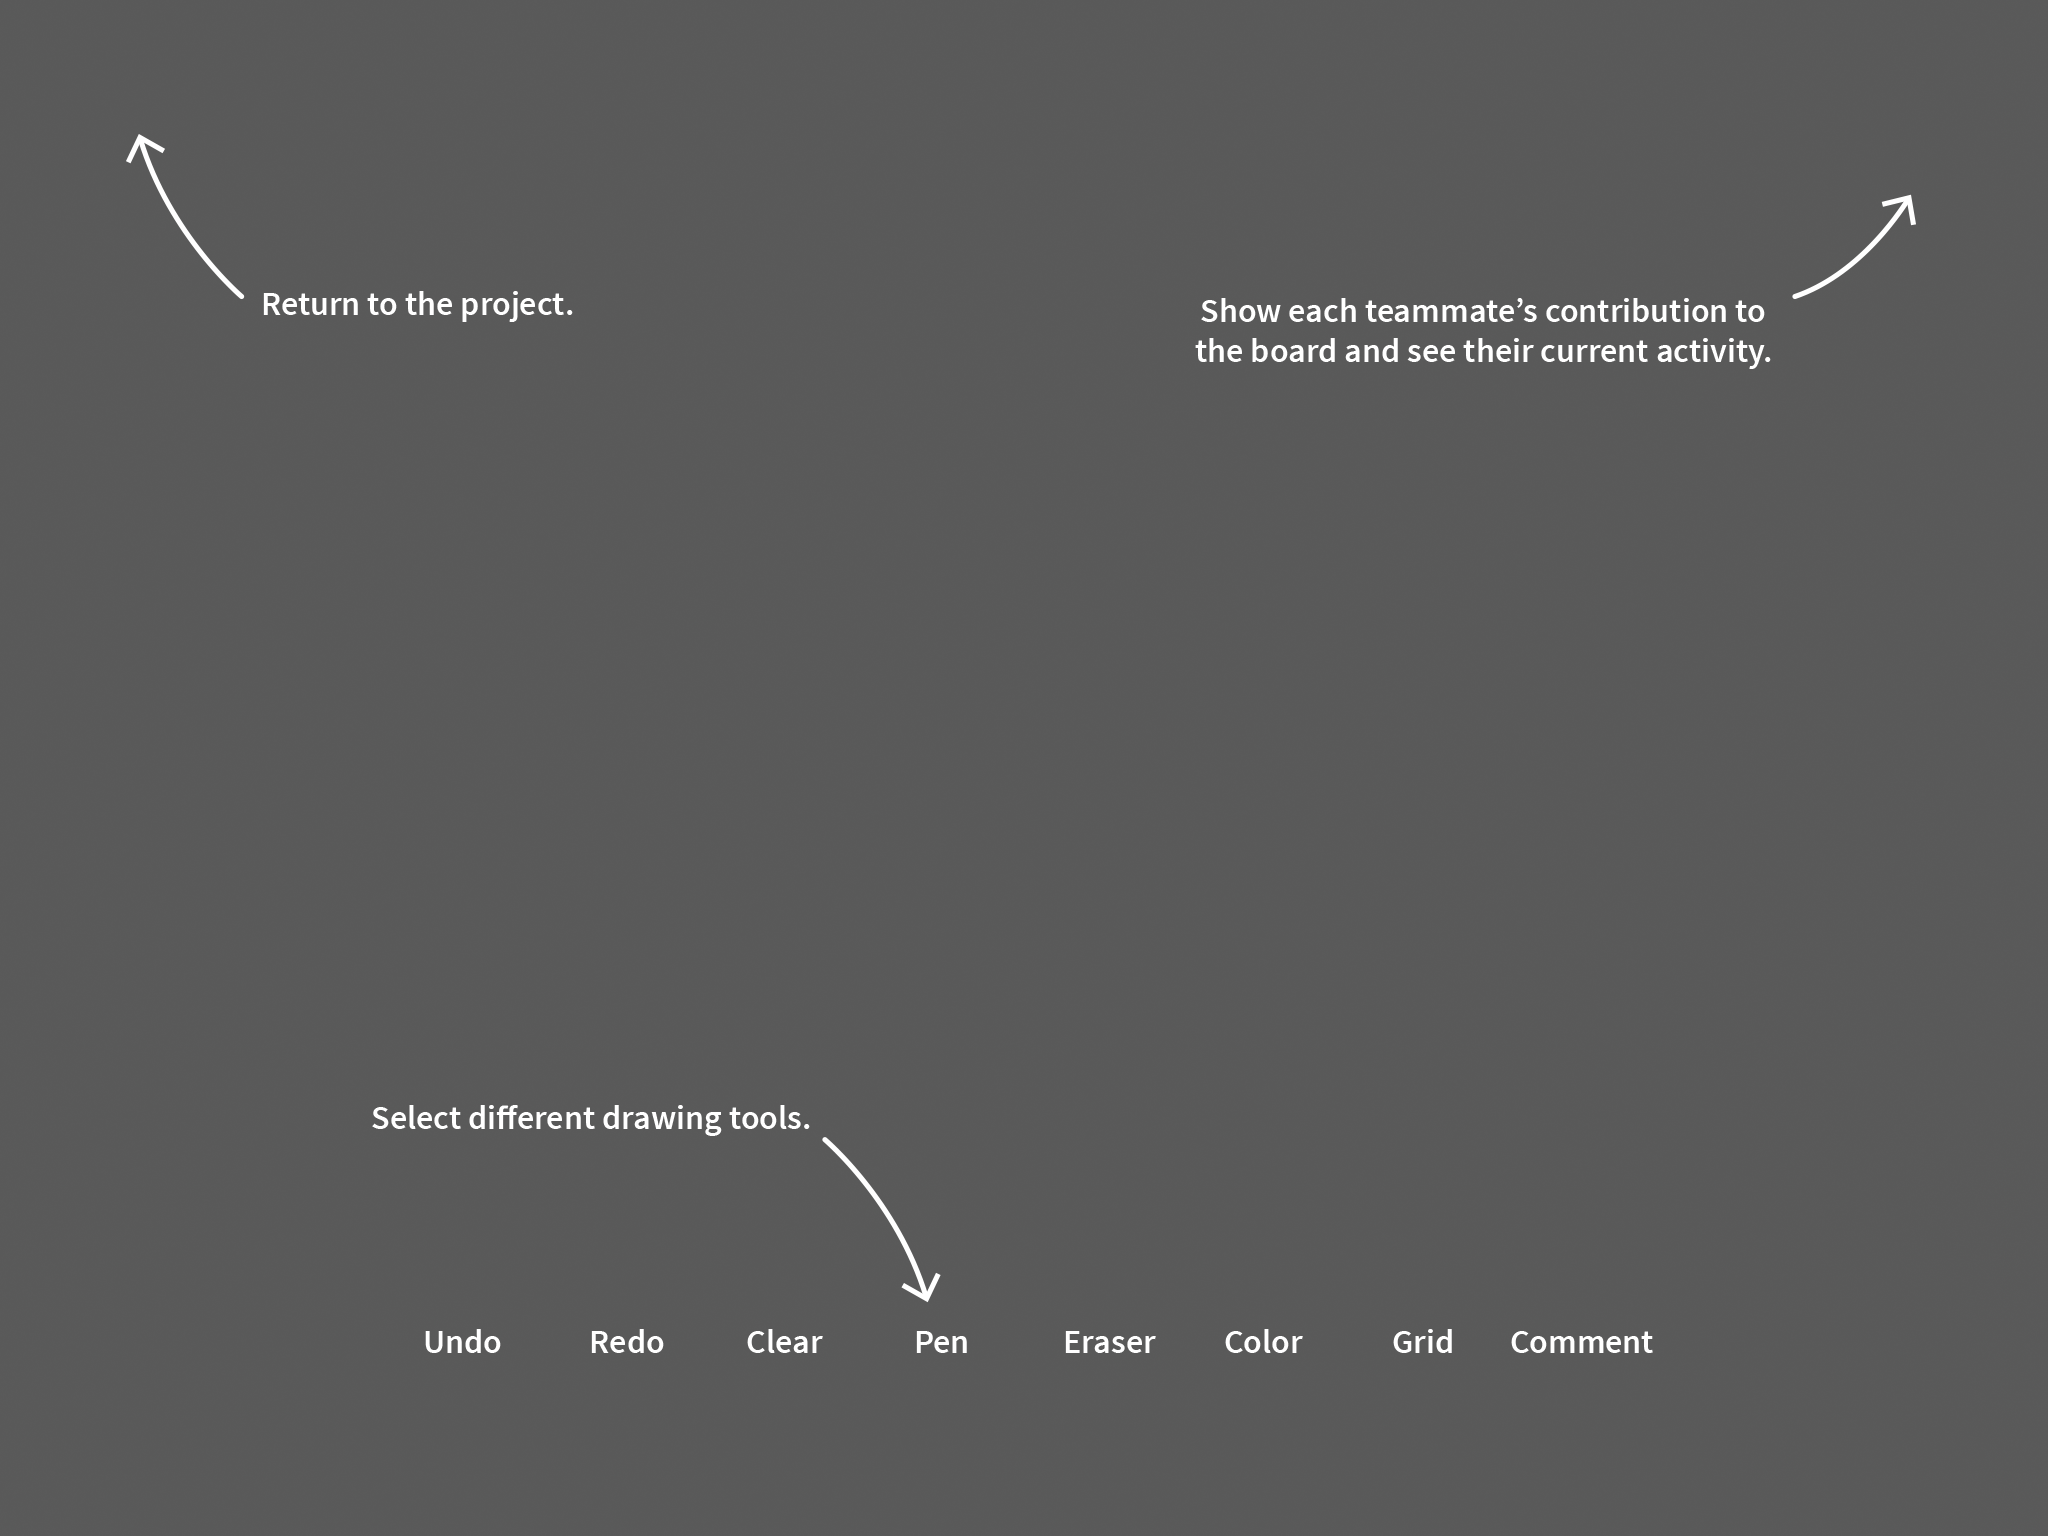 Return to the project.
Show each teammate’s contribution to
the board and see their current activity.
Select different drawing tools.
Undo Redo Clear Pen Eraser Color Grid Comment